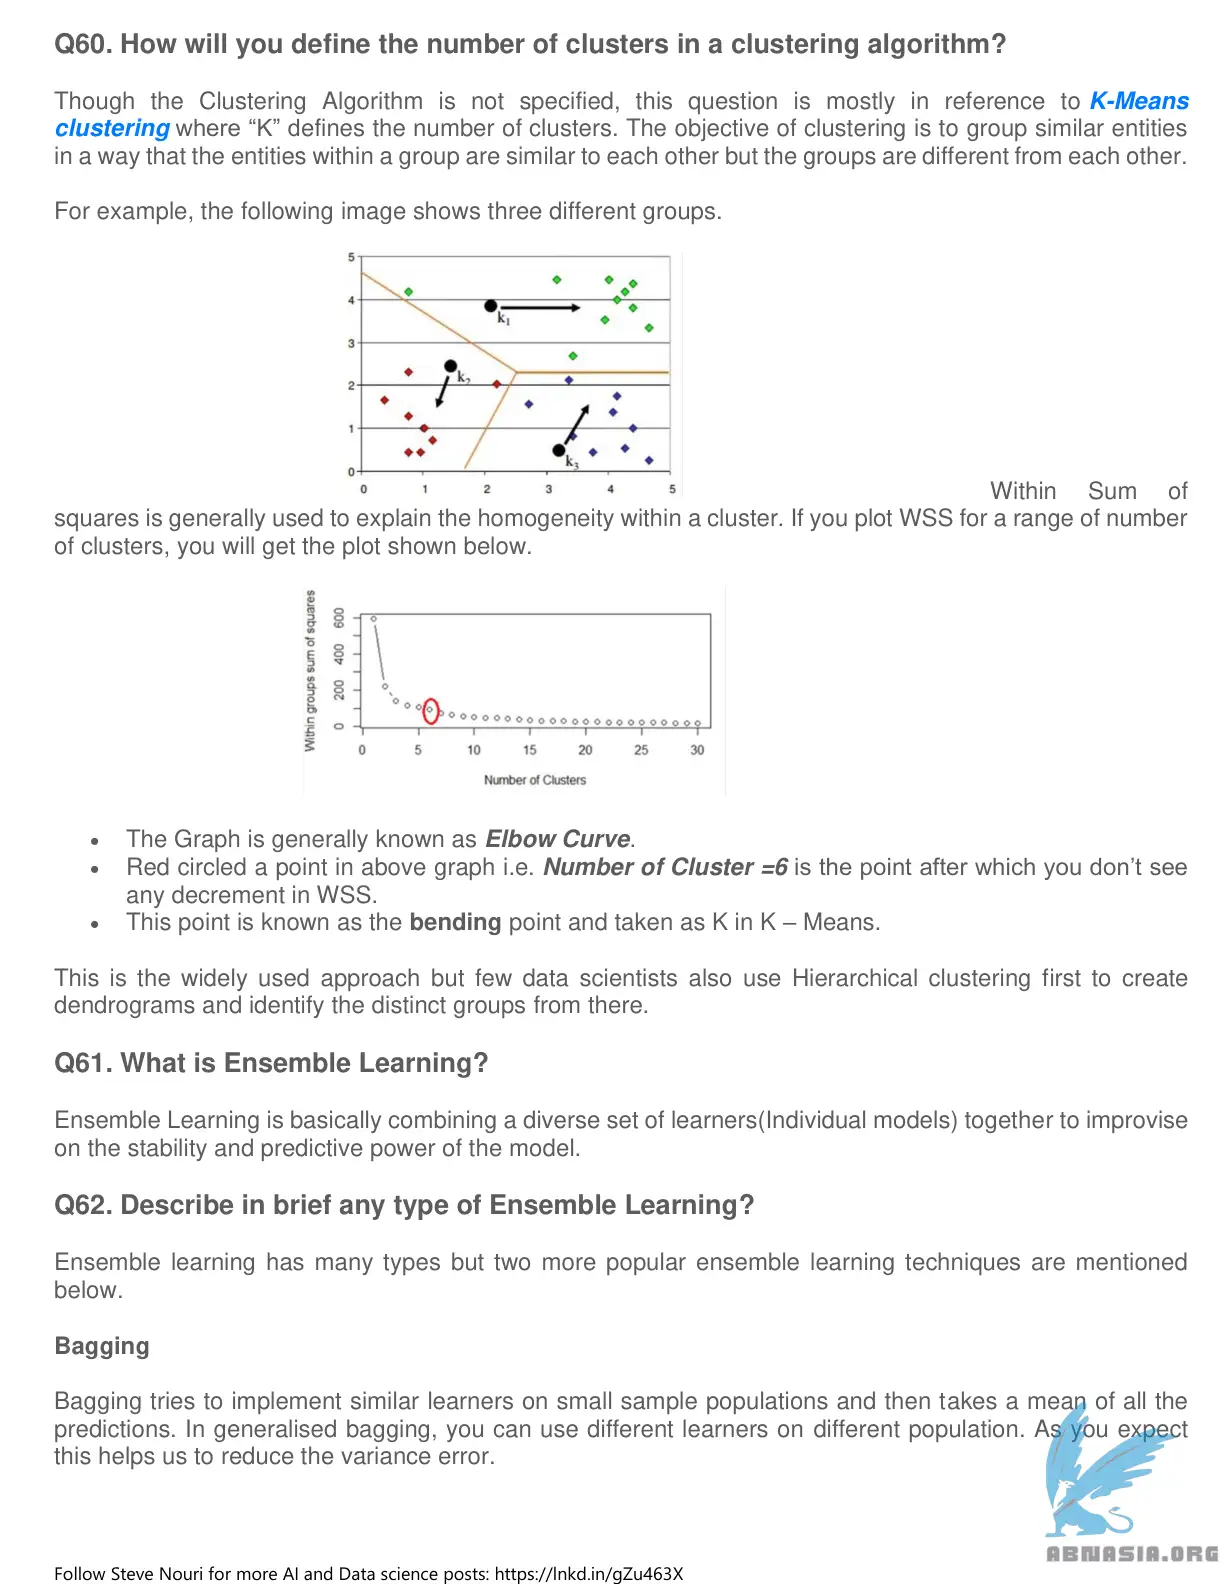 Q60. How will you define the number of clusters in a clustering algorithm?
Though the Clustering Algorithm is not specified, this question is mostly in reference to K-Means
clustering where “K” defines the number of clusters. The objective of clustering is to group similar entities
in a way that the entities within a group are similar to each other but the groups are different from each other.
For example, the following image shows three different groups.
5
4
3
2
1
0
k1
k2
k3
0 1 2 3 4 5
Within Sum of
squares is generally used to explain the homogeneity within a cluster. If you plot WSS for a range of number
of clusters, you will get the plot shown below.
Within groups sum of squares
0 200 400 600
0 5 10 15 20 25 30
Number of Clusters
• The Graph is generally known as Elbow Curve.
• Red circled a point in above graph i.e. Number of Cluster =6 is the point after which you don’t see
any decrement in WSS.
• This point is known as the bending point and taken as K in K – Means.
This is the widely used approach but few data scientists also use Hierarchical clustering first to create
dendrograms and identify the distinct groups from there.
Q61. What is Ensemble Learning?
Ensemble Learning is basically combining a diverse set of learners(Individual models) together to improvise
on the stability and predictive power of the model.
Q62. Describe in brief any type of Ensemble Learning?
Ensemble learning has many types but two more popular ensemble learning techniques are mentioned
below.
Bagging
Bagging tries to implement similar learners on small sample populations and then takes a mean of all the
predictions. In generalised bagging, you can use different learners on different population. As you expect
this helps us to reduce the variance error.
ABNASIA.ORG
Follow Steve Nouri for more AI and Data science posts: https://lnkd.in/gZu463X